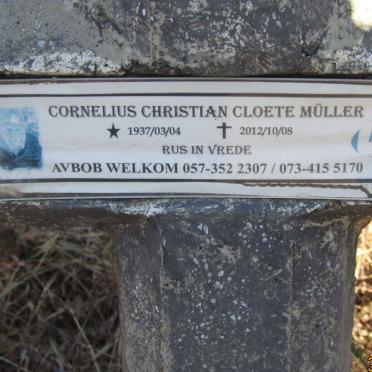 CORNELIUS CHRISTIAN CLOETE MÜLLER
★ 1937/03/04 ✝ 2012/10/08
RUS IN VREDE
AVBOB WELKOM 057-352 2307 / 073-415 5170